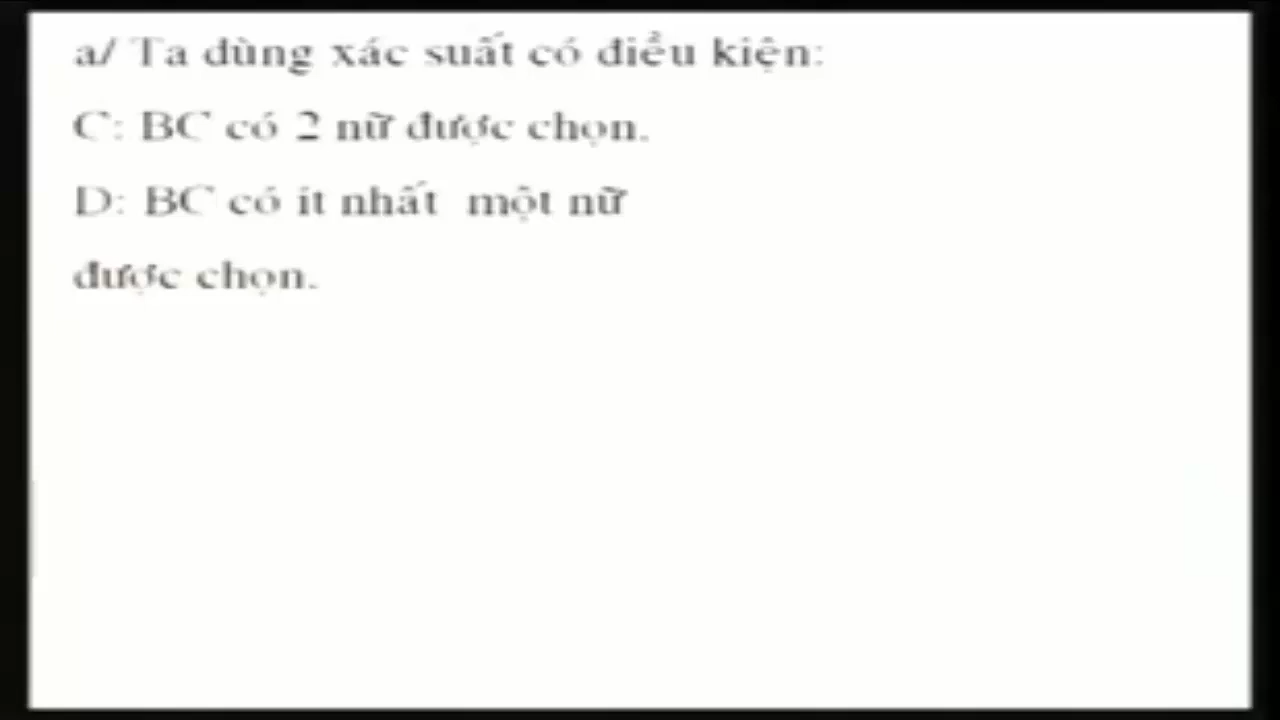 a/ Ta dùng xác suất có điều kiện:
C: BC có 2 nữ được chọn.
D: BC có ít nhất một nữ
được chọn.